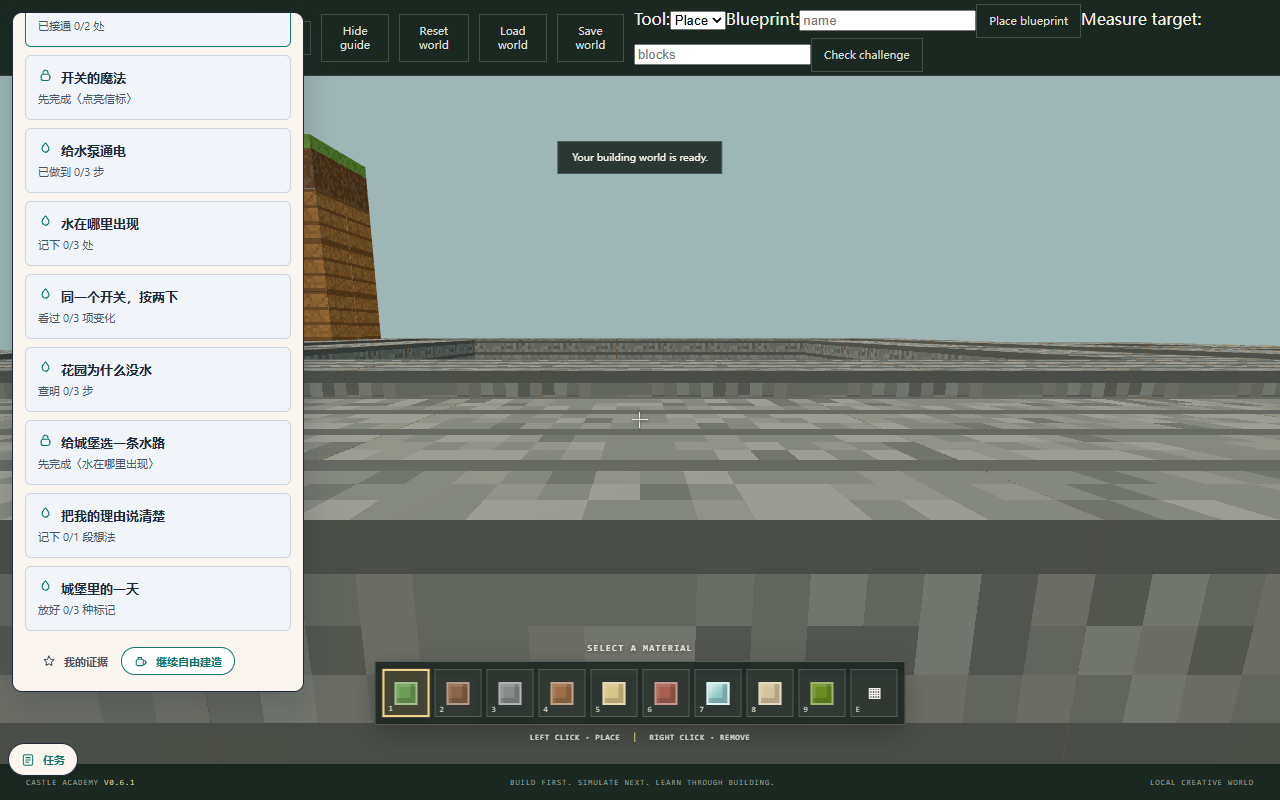 已接通 0/2 处
开关的魔法
先完成〈点亮信标〉
给水泵通电
已做到 0/3 步
水在哪里出现
记下 0/3 处
同一个开关，按两下
看过 0/3 项变化
花园为什么没水
查明 0/3 步
给城堡选一条水路
先完成〈水在哪里出现〉
把我的理由说清楚
记下 0/1 段想法
城堡里的一天
放好 0/3 种标记
我的证据
继续自由建造
任务
Hide
guide
Reset
world
Load
world
Save
world
Tool: Place Blueprint: name Place blueprint Measure target:
blocks Check challenge
Your building world is ready.
SELECT A MATERIAL
1 2 3 4 5 6 7 8 9 E
LEFT CLICK · PLACE | RIGHT CLICK · REMOVE
CASTLE ACADEMY V0.6.1
BUILD FIRST. SIMULATE NEXT. LEARN THROUGH BUILDING.
LOCAL CREATIVE WORLD